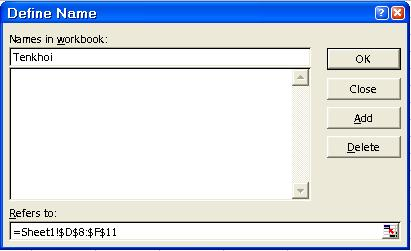 Define Name
Names in workbook:
Tenkhoi
OK
Close
Add
Delete
Refers to:
=Sheet1!$D$8:$F$11